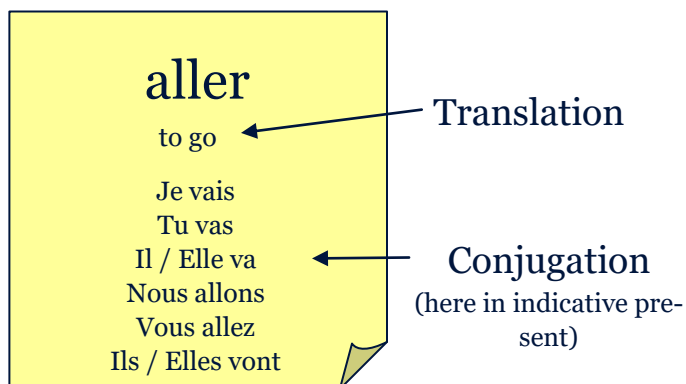 aller
to go
Translation
Je vais
Tu vas
Il / Elle va
Nous allons
Vous allez
Ils / Elles vont
Conjugation
(here in indicative pre-
sent)